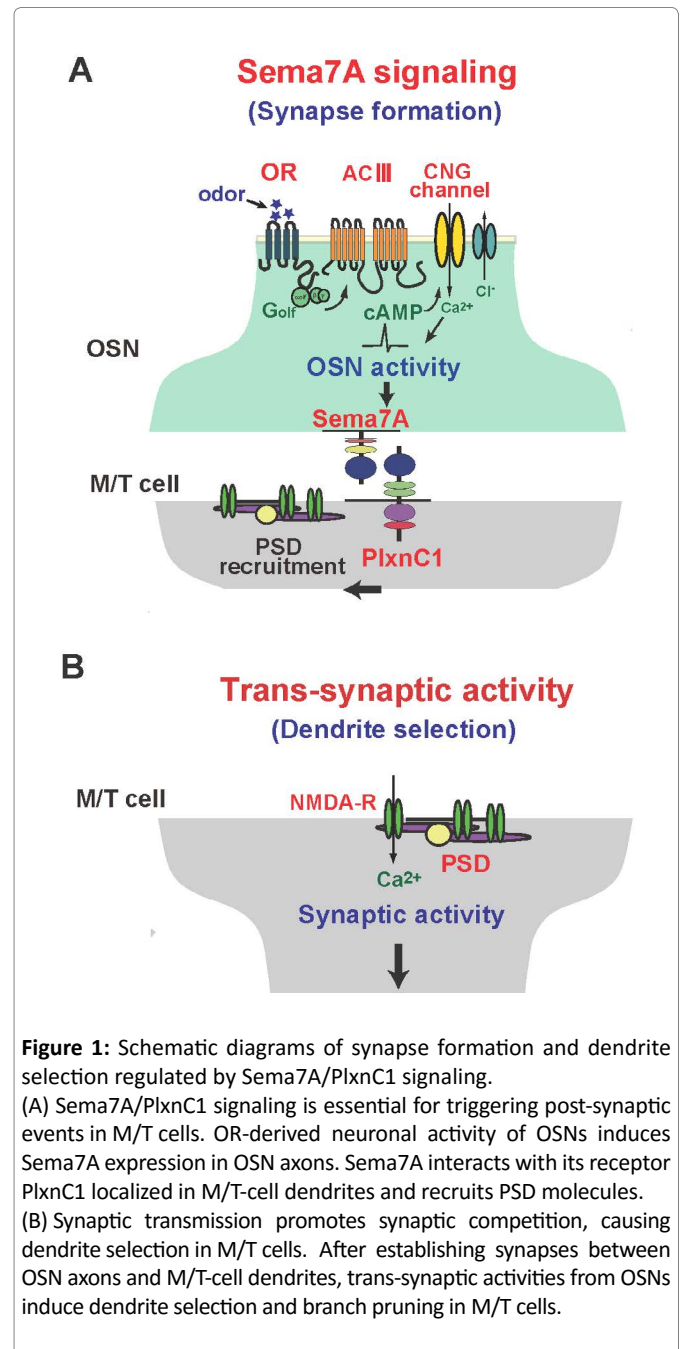 A
Sema7A signaling
(Synapse formation)
OR
ACIII
CNG
channel
odor
Golf
cAMP
Ca2+
Cl-
OSN
OSN activity
Sema7A
M/T cell
PSD
recruitment
PlxnC1
B
Trans-synaptic activity
(Dendrite selection)
M/T cell
NMDA-R
PSD
Ca2+
Synaptic activity
Figure 1: Schematic diagrams of synapse formation and dendrite
selection regulated by Sema7A/PlxnC1 signaling.
(A) Sema7A/PlxnC1 signaling is essential for triggering post-synaptic
events in M/T cells. OR-derived neuronal activity of OSNs induces
Sema7A expression in OSN axons. Sema7A interacts with its receptor
PlxnC1 localized in M/T-cell dendrites and recruits PSD molecules.
(B) Synaptic transmission promotes synaptic competition, causing
dendrite selection in M/T cells. After establishing synapses between
OSN axons and M/T-cell dendrites, trans-synaptic activities from OSNs
induce dendrite selection and branch pruning in M/T cells.